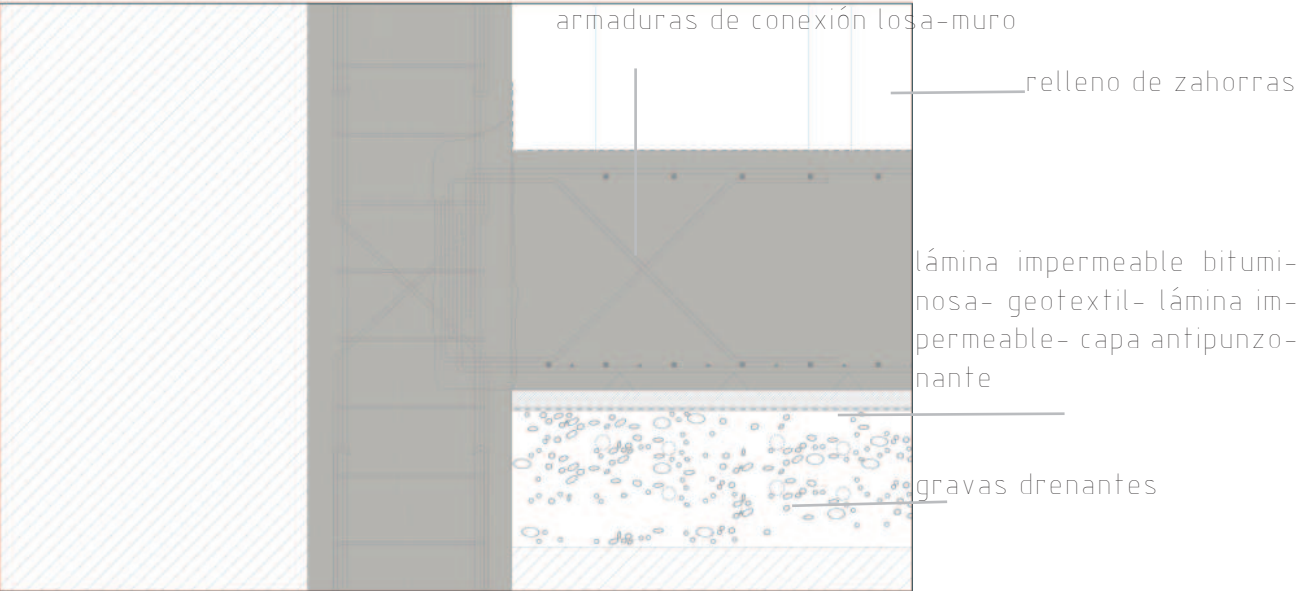 armaduras de conexión losa-muro
relleno de zahorras
lámina impermeable bitumi-
nosa- geotextil- lámina im-
permeable- capa antipunzo-
nante
gravas drenantes